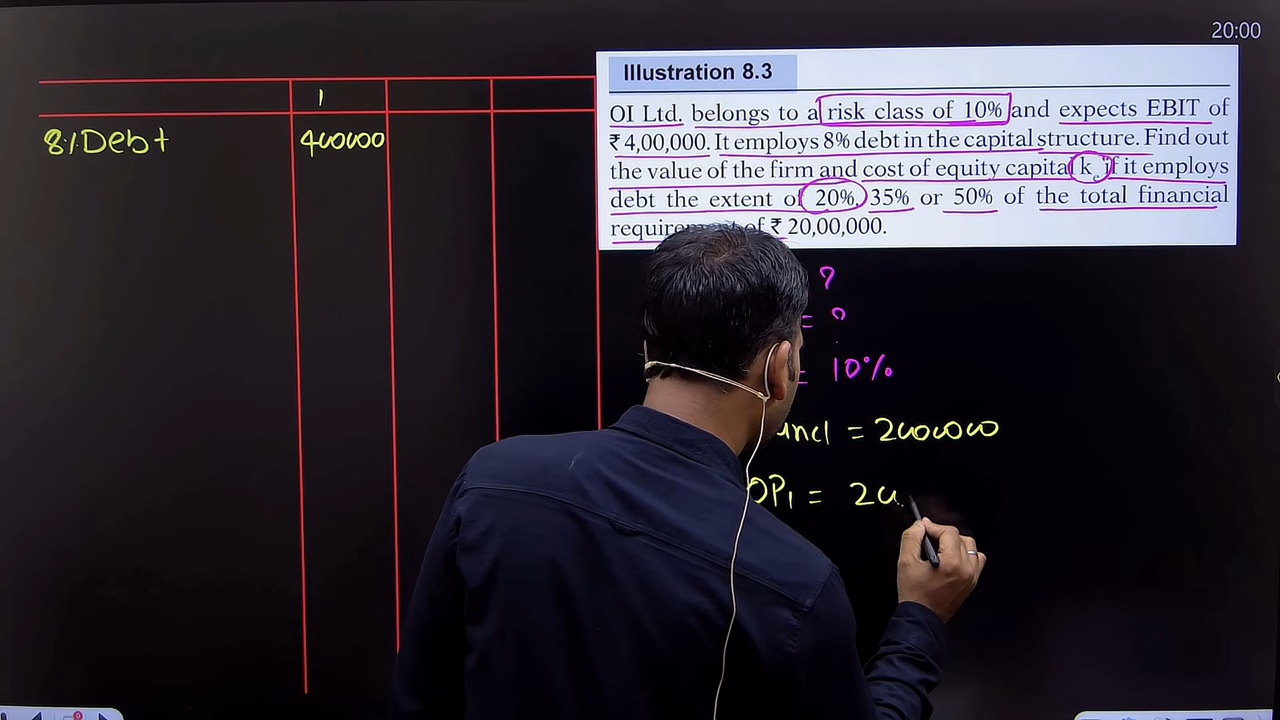 20:00
1
8% Debt 400000
Illustration 8.3
OI Ltd. belongs to a risk class of 10% and expects EBIT of
₹ 4,00,000. It employs 8% debt in the capital structure. Find out
the value of the firm and cost of equity capital k if it employs
debt the extent of 20%, 35% or 50% of the total financial
of ₹ 20,00,000.
?
= ?
= 10%
= 2000000
OP1 = 20